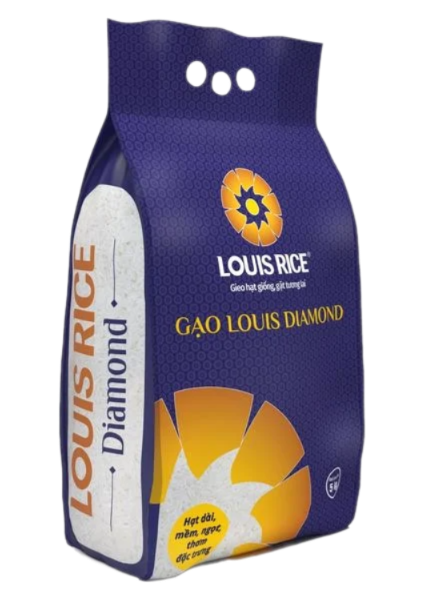 LOUIS RICE®
Gieo hạt giống, gặt tương lai
GẠO LOUIS DIAMOND
LOUIS RICE
Diamond
Hạt dài,
mềm, ngọt,
thơm
đặc trưng